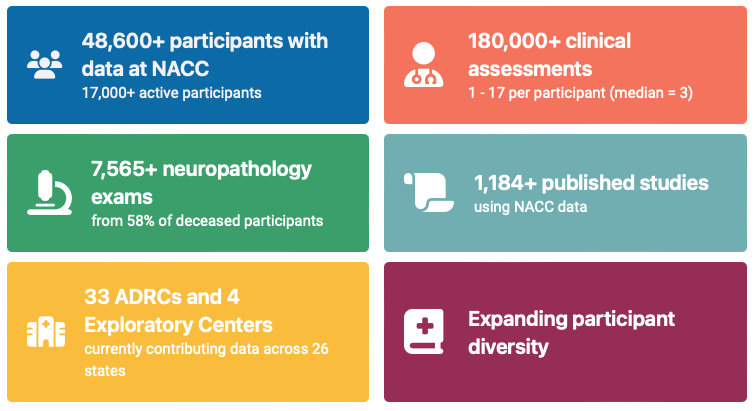 48,600+ participants with
data at NACC
17,000+ active participants
180,000+ clinical
assessments
1 - 17 per participant (median = 3)
7,565+ neuropathology
exams
from 58% of deceased participants
1,184+ published studies
using NACC data
33 ADRCs and 4
Exploratory Centers
currently contributing data across 26
states
Expanding participant
diversity